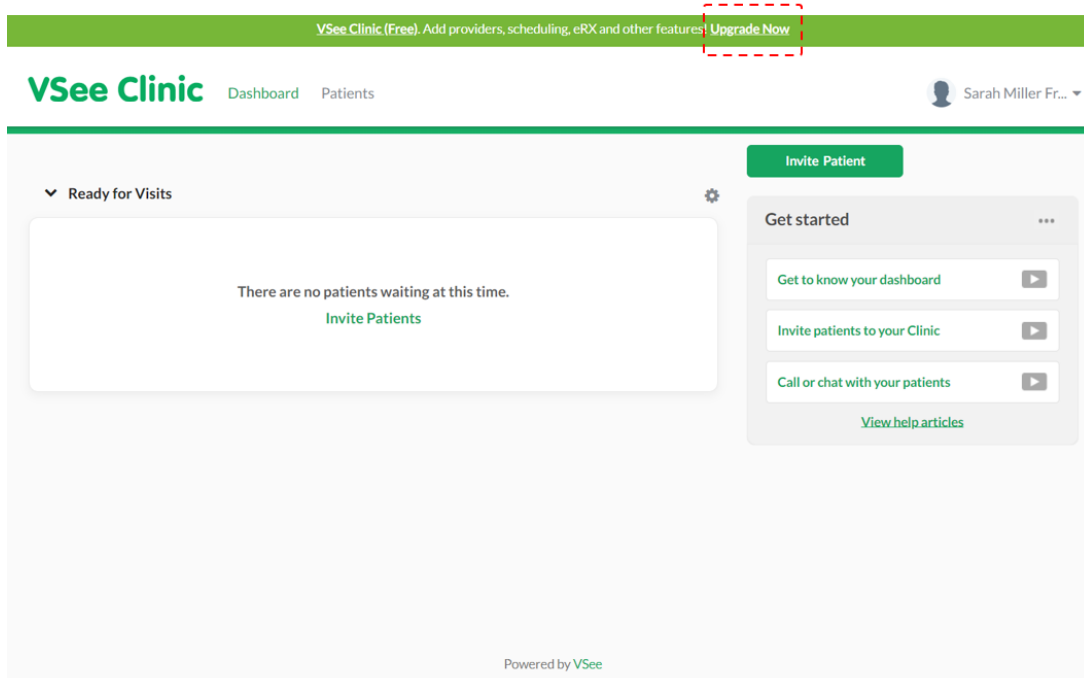 VSee Clinic (Free). Add providers, scheduling, eRX and other features! Upgrade Now
VSee Clinic Dashboard Patients Sarah Miller Fr...
Invite Patient
Ready for Visits
Get started
Get to know your dashboard
There are no patients waiting at this time.
Invite Patients
Invite patients to your Clinic
Call or chat with your patients
View help articles
Powered by VSee